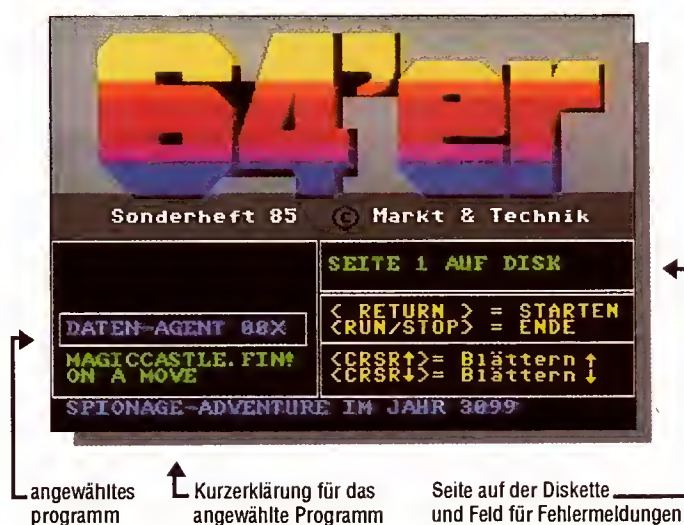 64'er
Sonderheft 85 © Markt & Technik
SEITE 1 AUF DISK
DATEN-AGENT 00X
MAGICCASTLE.FIN!
ON A MOVE
< RETURN > = STARTEN
<RUN/STOP> = ENDE
<CRSR↑>= Blättern ↑
<CRSR↓>= Blättern ↓
SPIONAGE-ADVENTURE IM JAHR 3099
angewähltes
programm
Kurzerklärung für das
angewählte Programm
Seite auf der Diskette
und Feld für Fehlermeldungen